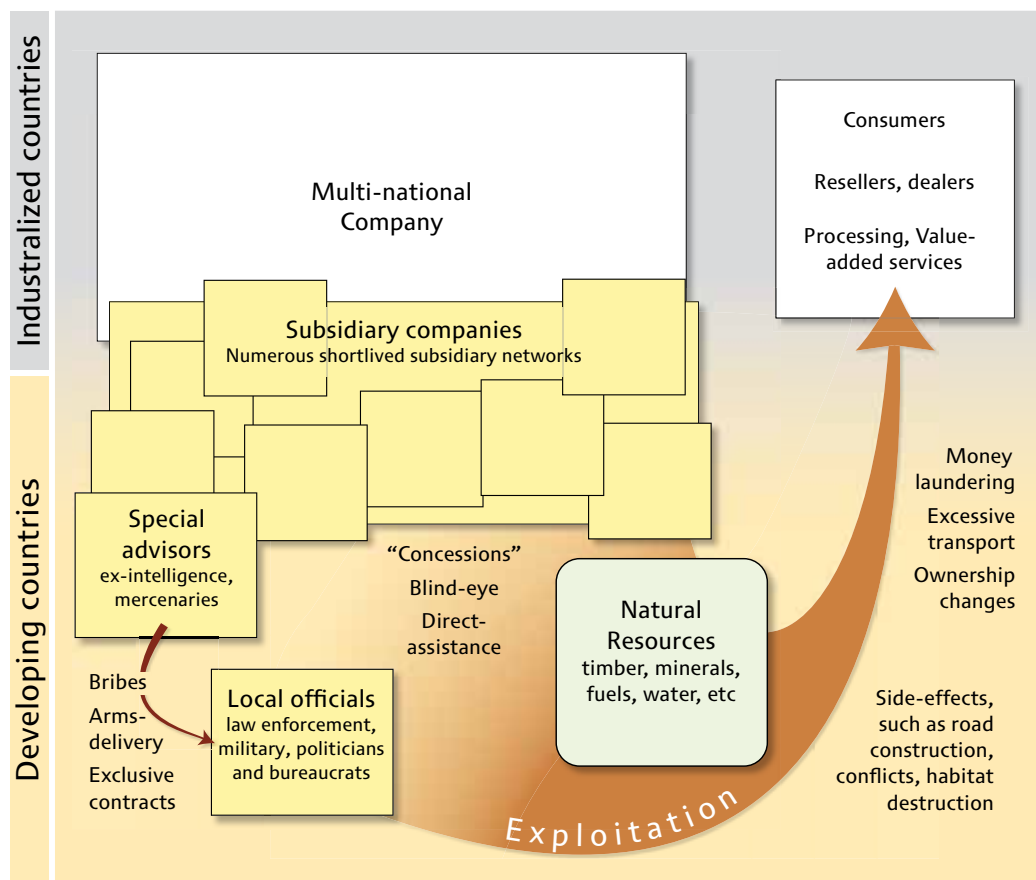 Industralized countries
Developing countries
Multi-national
Company
Consumers
Resellers, dealers
Processing, Value-
added services
Subsidiary companies
Numerous shortlived subsidiary networks
Special
advisors
ex-intelligence,
mercenaries
“Concessions”
Blind-eye
Direct-
assistance
Natural
Resources
timber, minerals,
fuels, water, etc
Money
laundering
Excessive
transport
Ownership
changes
Bribes
Arms-
delivery
Exclusive
contracts
Local officials
law enforcement,
military, politicians
and bureaucrats
Side-effects,
such as road
construction,
conflicts, habitat
destruction
Exploitation